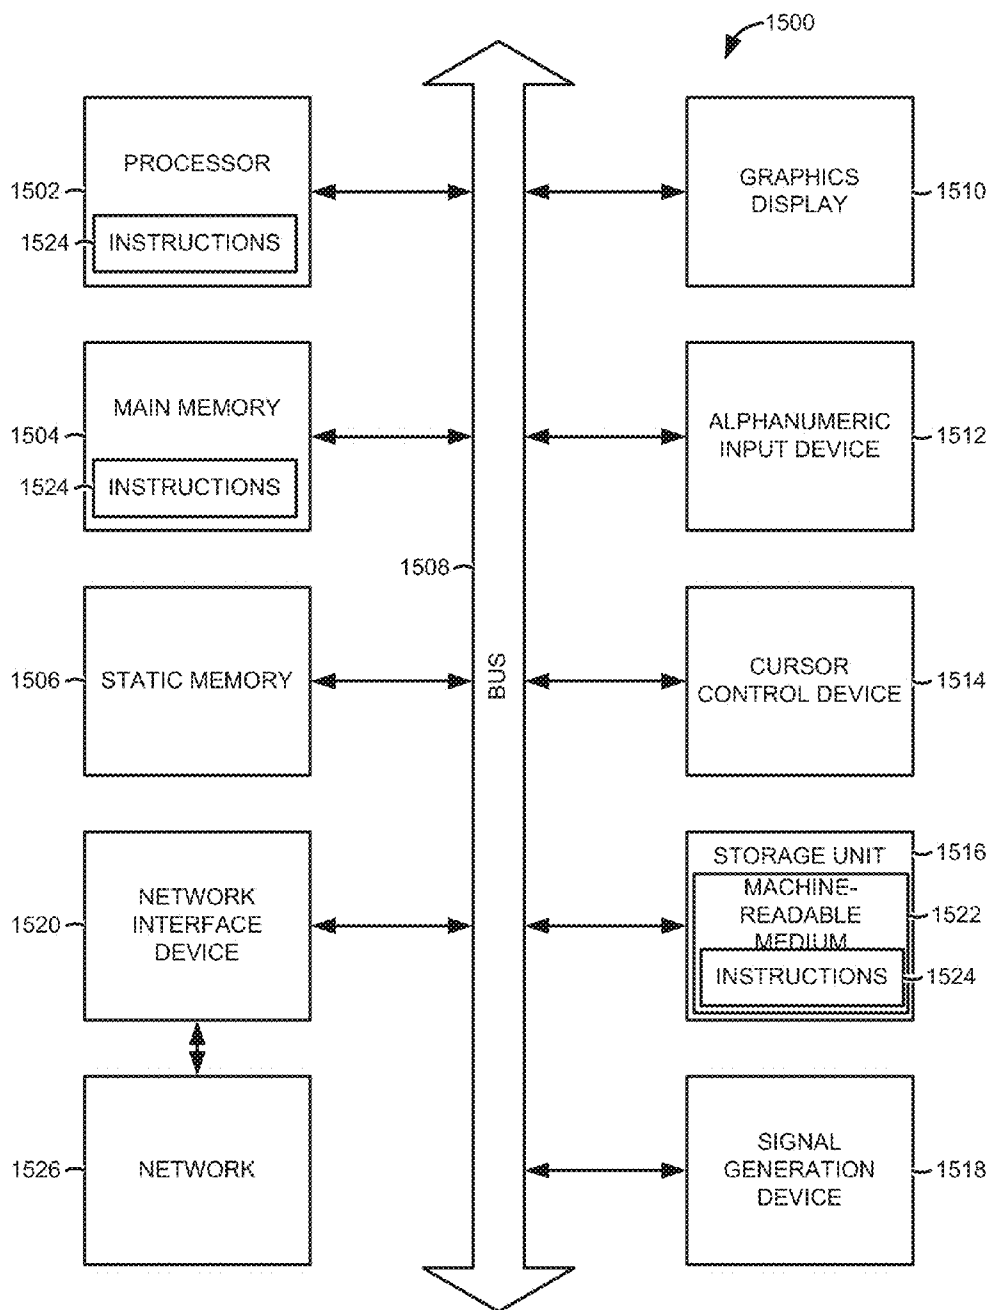 1500
PROCESSOR
1502
1524
INSTRUCTIONS
GRAPHICS
DISPLAY
1510
MAIN MEMORY
1504
1524
INSTRUCTIONS
ALPHANUMERIC
INPUT DEVICE
1512
1508
BUS
STATIC MEMORY
1506
CURSOR
CONTROL DEVICE
1514
NETWORK
INTERFACE
DEVICE
1520
STORAGE UNIT
1516
MACHINE-
READABLE
MEDIUM
1522
INSTRUCTIONS
1524
NETWORK
1526
SIGNAL
GENERATION
DEVICE
1518